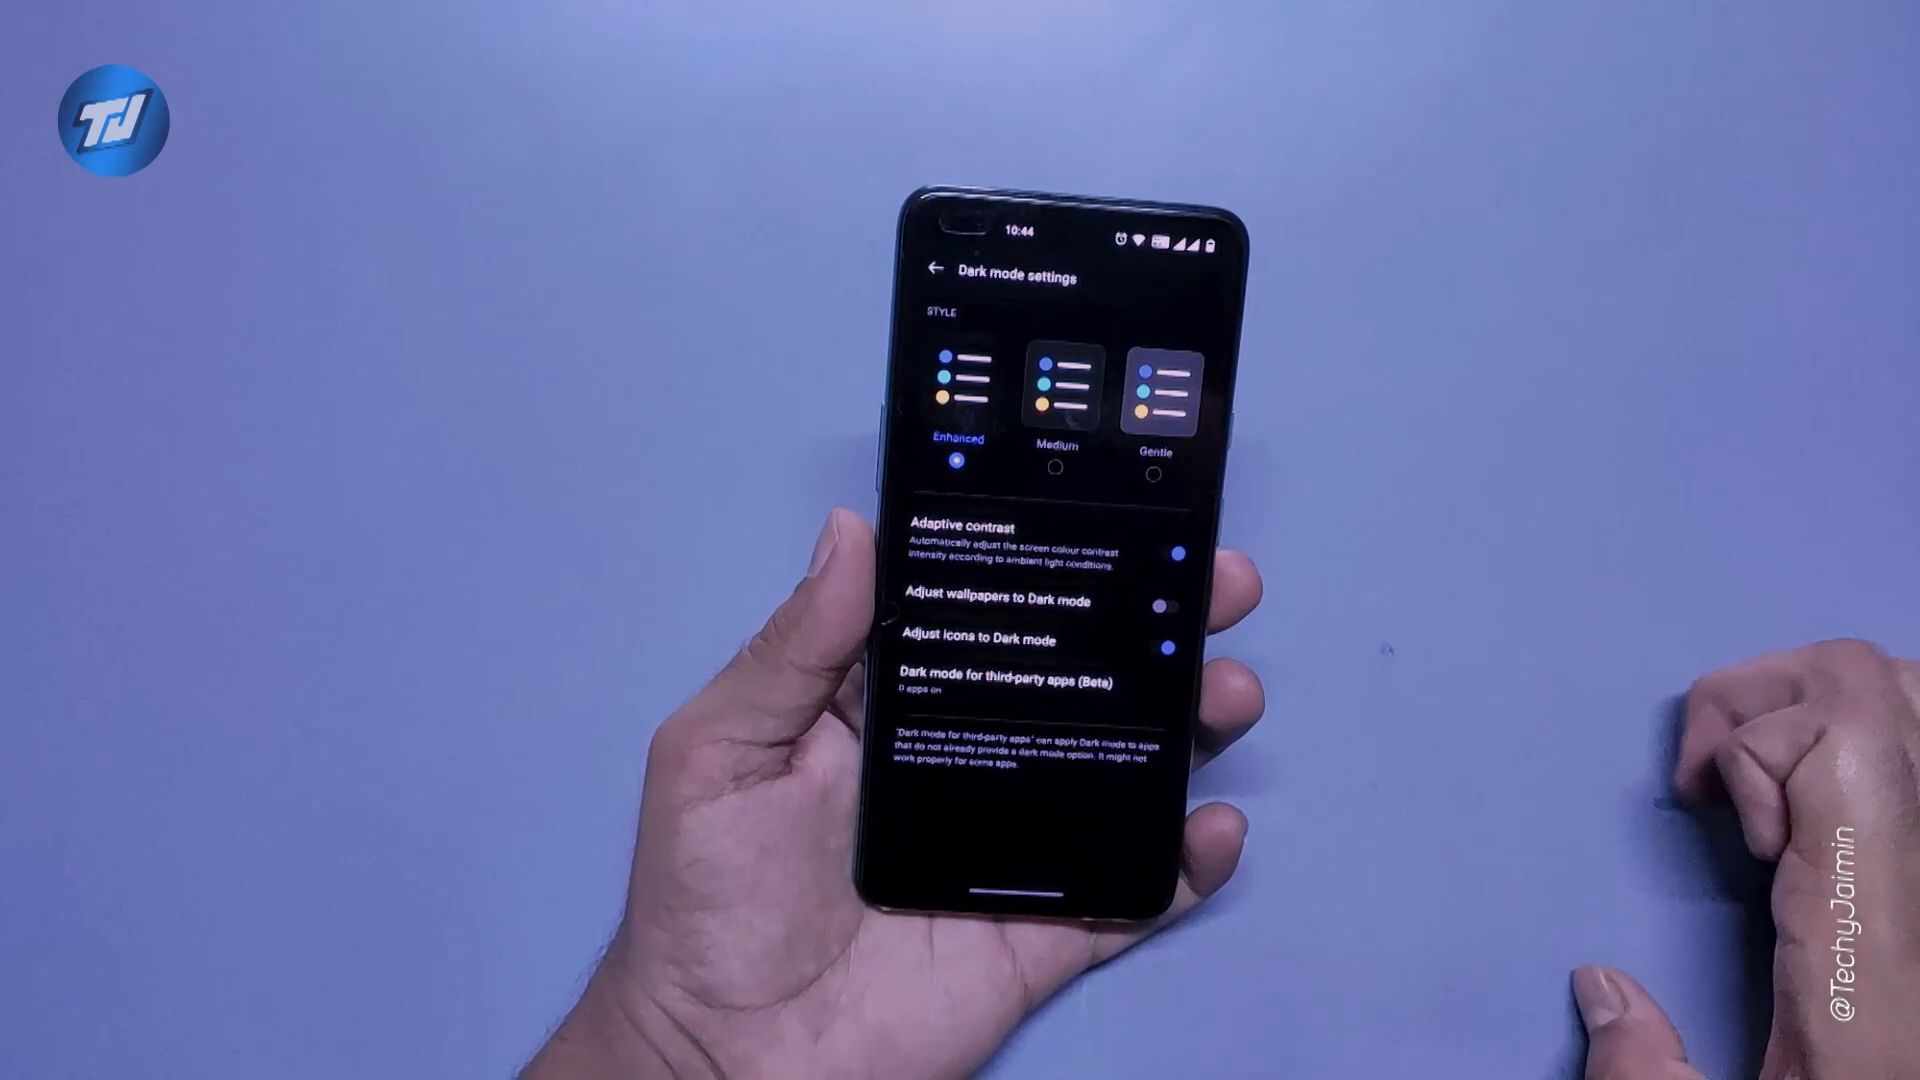 TJ
10:44
Dark mode settings
STYLE
Enhanced
Medium
Gentle
Adaptive contrast
Automatically adjust the screen colour contrast
intensity according to ambient light conditions.
Adjust wallpapers to Dark mode
Adjust icons to Dark mode
Dark mode for third-party apps (Beta)
0 apps on
"Dark mode for third-party apps" can apply Dark mode to apps
that do not already provide a dark mode option. It might not
work properly for some apps.
@TechyJaimin